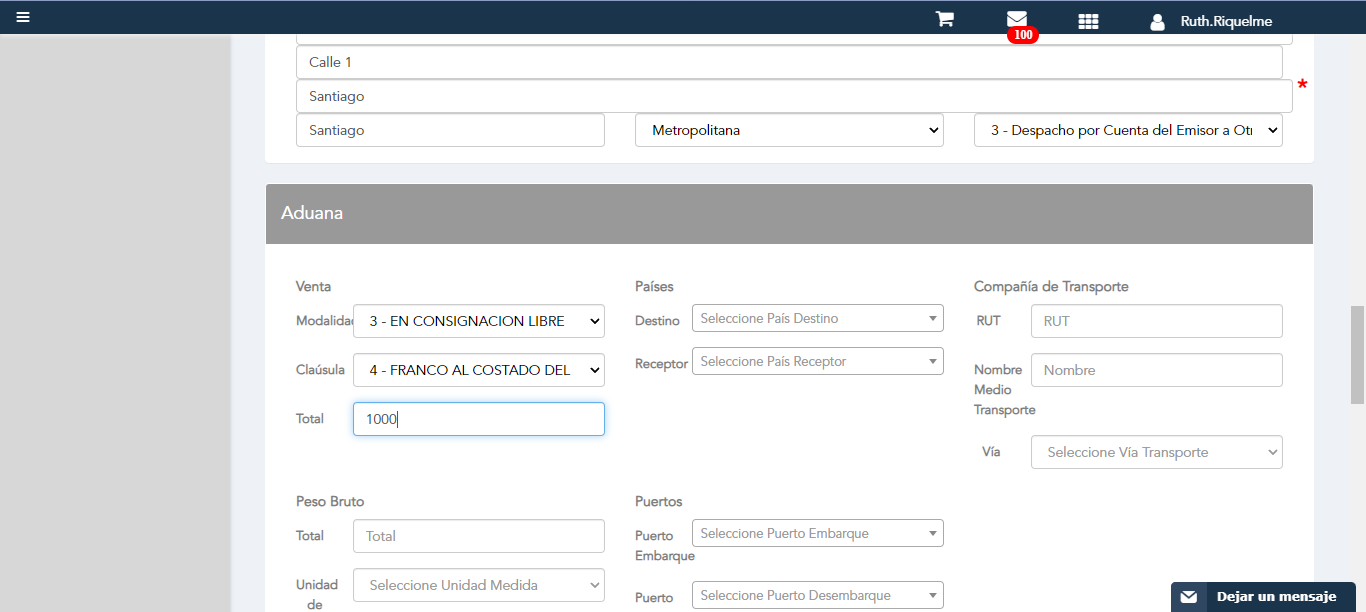 100
Ruth.Riquelme
Calle 1
Santiago
*
Santiago
Metropolitana
3 - Despacho por Cuenta del Emisor a Otr
Aduana
Venta
Países
Compañía de Transporte
Modalidad
3 - EN CONSIGNACION LIBRE
Destino
Seleccione País Destino
RUT
RUT
Claúsula
4 - FRANCO AL COSTADO DEL
Receptor
Seleccione País Receptor
Nombre
Medio
Transporte
Nombre
Total
1000
Vía
Seleccione Vía Transporte
Peso Bruto
Puertos
Total
Total
Puerto
Embarque
Seleccione Puerto Embarque
Unidad
de
Seleccione Unidad Medida
Puerto
Seleccione Puerto Desembarque
Dejar un mensaje